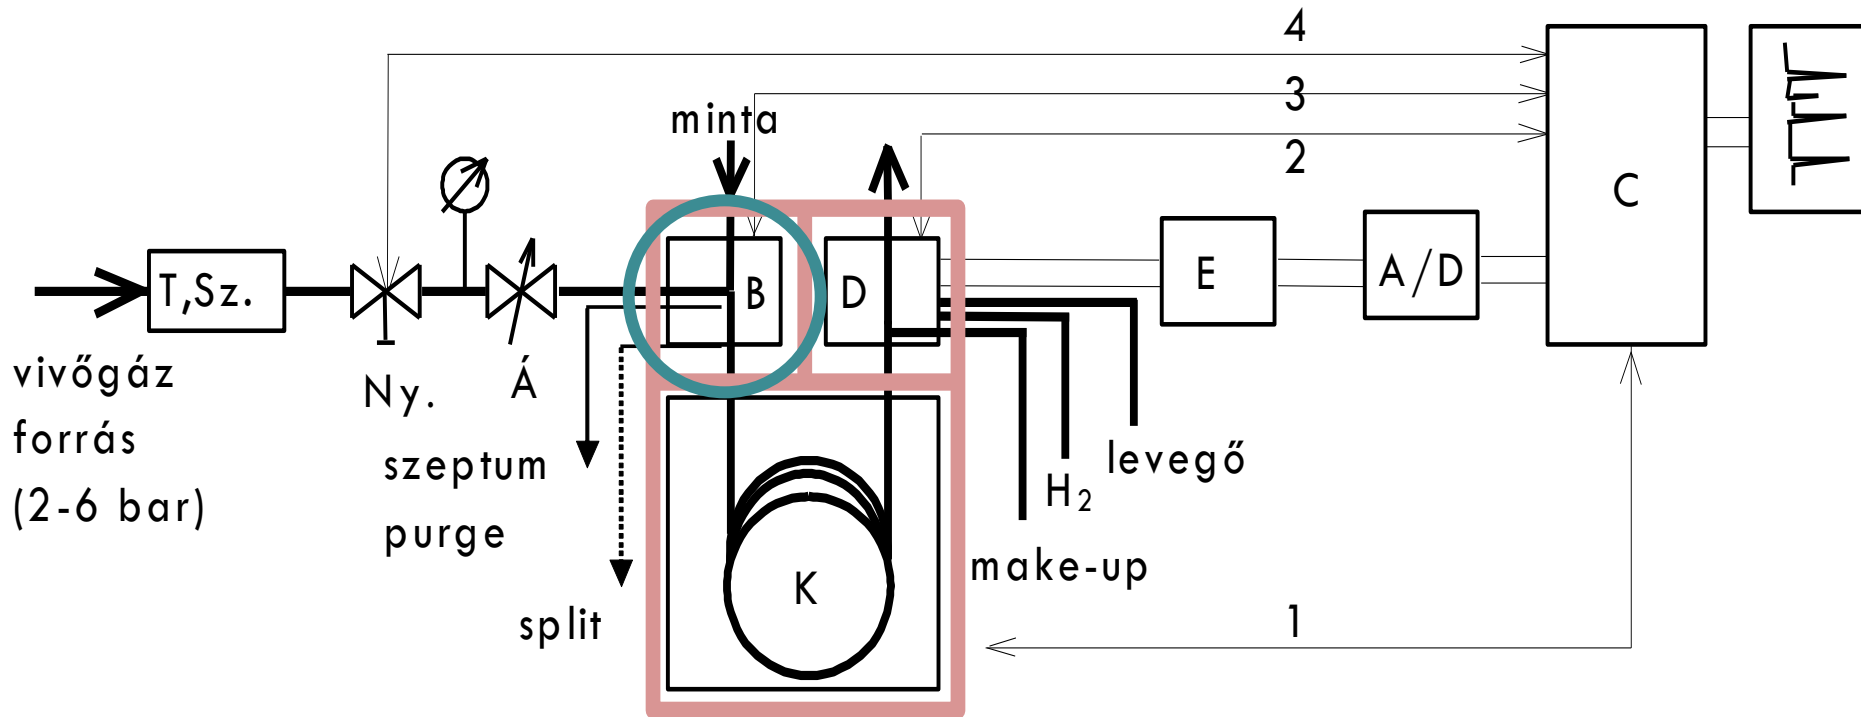 4
3
2
minta
C
T,Sz.
B
D
E
A/D
vivőgáz
forrás
(2-6 bar)
Ny.
Á
szeptum
purge
split
levegő
H₂
make-up
K
1